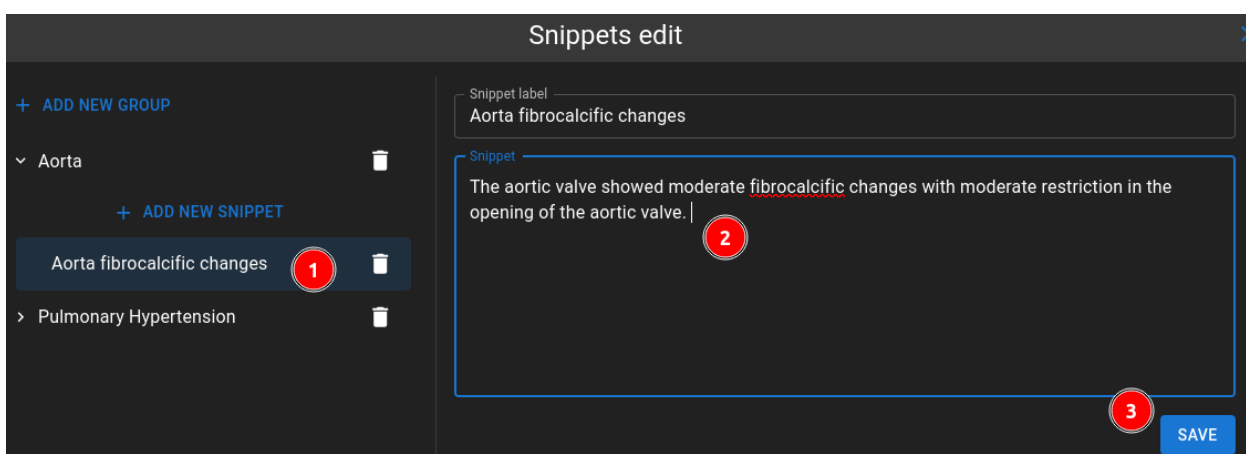 Snippets edit
+ ADD NEW GROUP
Aorta
+ ADD NEW SNIPPET
Aorta fibrocalcific changes
1
Pulmonary Hypertension
Snippet label
Aorta fibrocalcific changes
Snippet
The aortic valve showed moderate fibrocalcific changes with moderate restriction in the
opening of the aortic valve.
2
3
SAVE